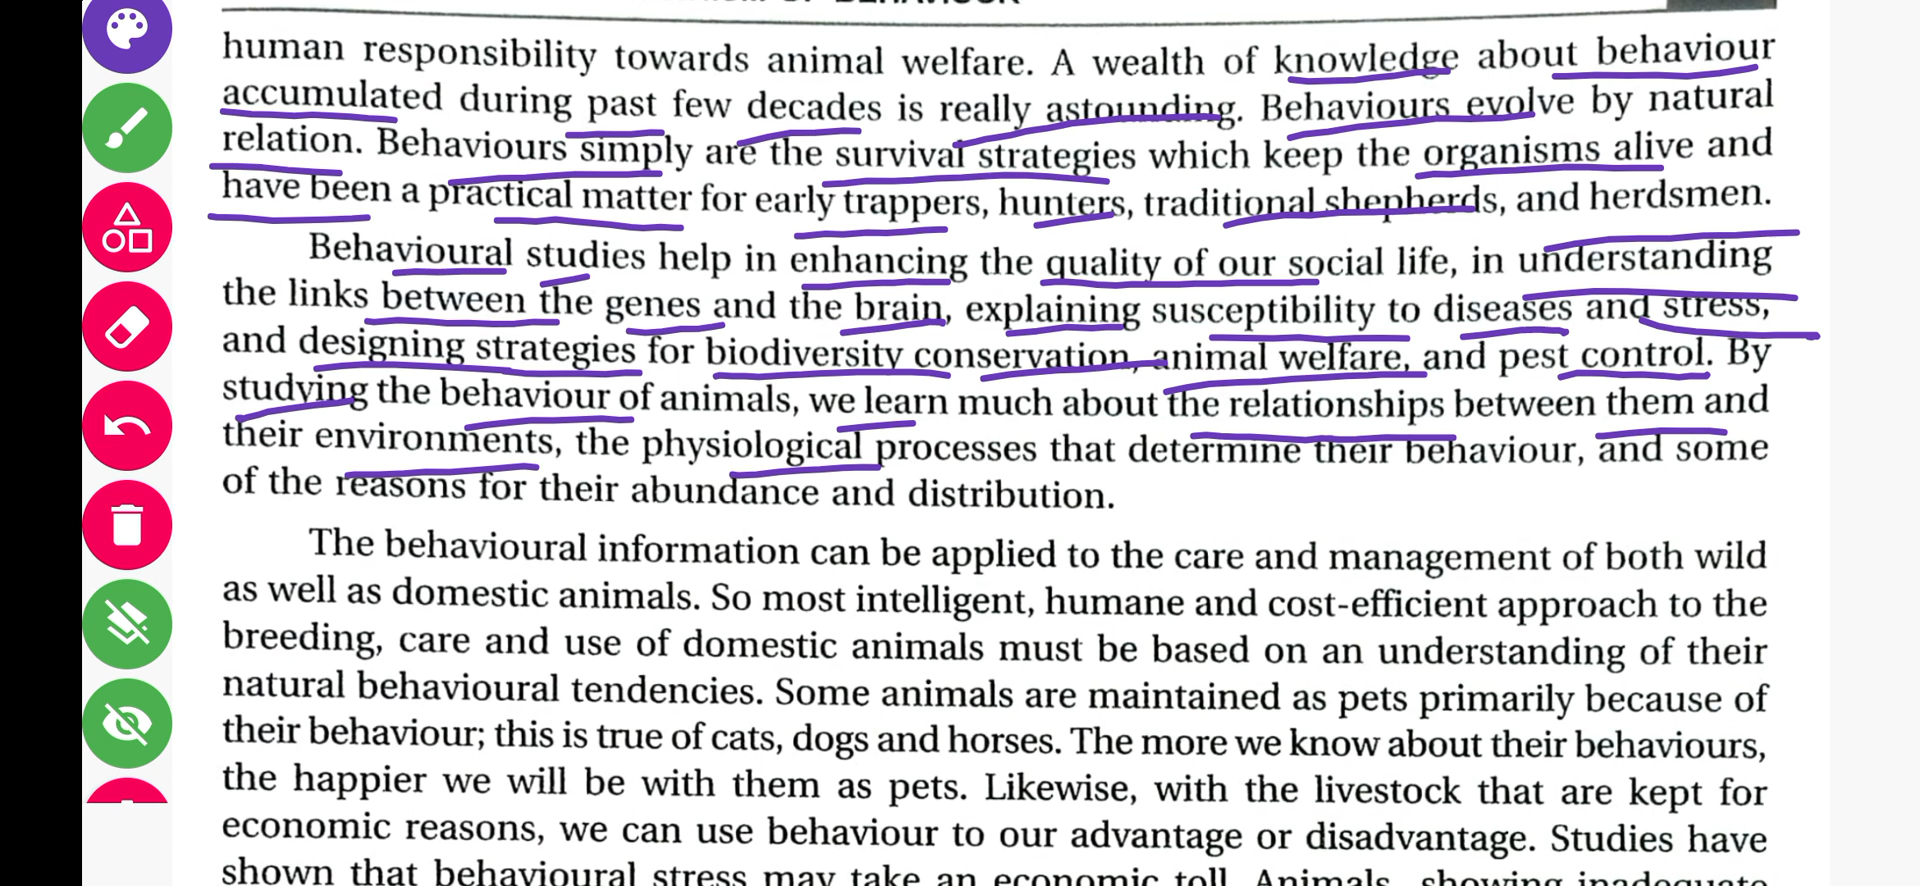 BEHAVIOUR
human responsibility towards animal welfare. A wealth of knowledge about behaviour
accumulated during past few decades is really astounding. Behaviours evolve by natural
relation. Behaviours simply are the survival strategies which keep the organisms alive and
have been a practical matter for early trappers, hunters, traditional shepherds, and herdsmen.
Behavioural studies help in enhancing the quality of our social life, in understanding
the links between the genes and the brain, explaining susceptibility to diseases and stress,
and designing strategies for biodiversity conservation, animal welfare, and pest control. By
studying the behaviour of animals, we learn much about the relationships between them and
their environments, the physiological processes that determine their behaviour, and some
of the reasons for their abundance and distribution.
The behavioural information can be applied to the care and management of both wild
as well as domestic animals. So most intelligent, humane and cost-efficient approach to the
breeding, care and use of domestic animals must be based on an understanding of their
natural behavioural tendencies. Some animals are maintained as pets primarily because of
their behaviour; this is true of cats, dogs and horses. The more we know about their behaviours,
the happier we will be with them as pets. Likewise, with the livestock that are kept for
economic reasons, we can use behaviour to our advantage or disadvantage. Studies have
shown that behavioural stress may take an economic toll. Animals, showing inadequate